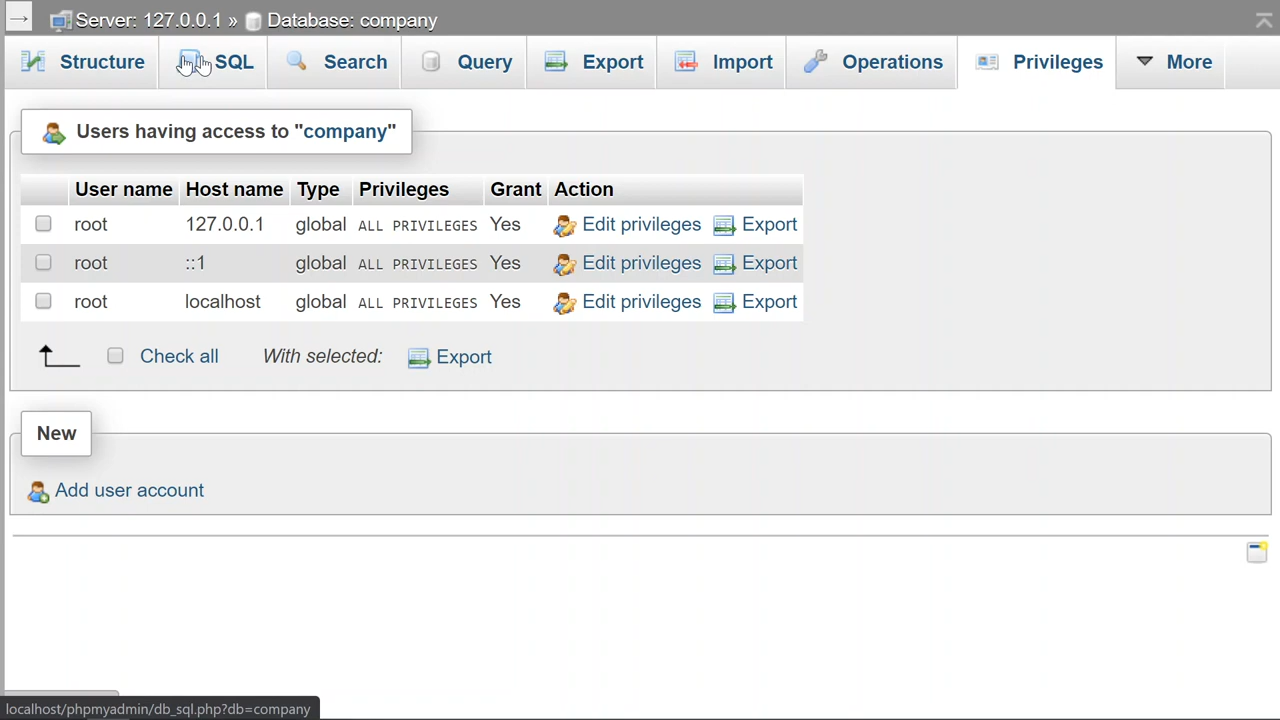 Server: 127.0.0.1 » Database: company
Structure SQL Search Query Export Import Operations Privileges More
Users having access to "company"
User name Host name Type Privileges Grant Action
root 127.0.0.1 global ALL PRIVILEGES Yes Edit privileges Export
root ::1 global ALL PRIVILEGES Yes Edit privileges Export
root localhost global ALL PRIVILEGES Yes Edit privileges Export
Check all With selected: Export
New
Add user account
localhost/phpmyadmin/db_sql.php?db=company